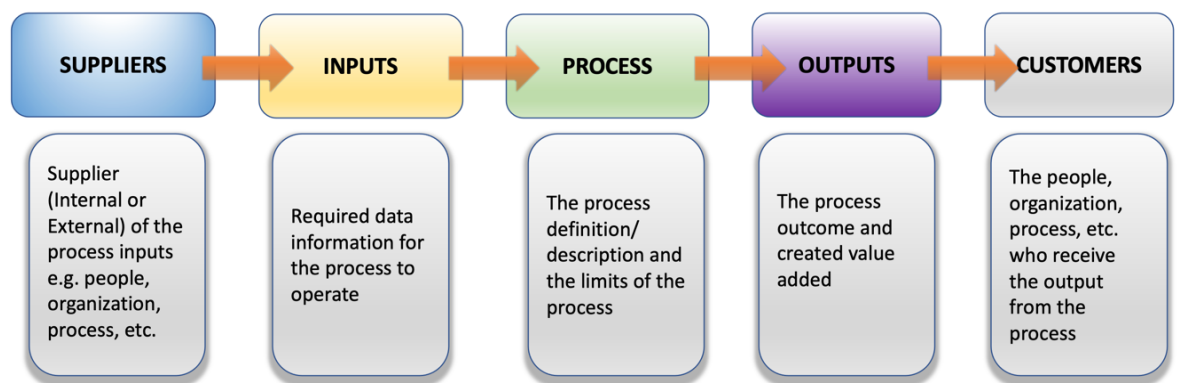 SUPPLIERS
INPUTS
PROCESS
OUTPUTS
CUSTOMERS
Supplier
(Internal or
External) of the
process inputs
e.g. people,
organization,
process, etc.
Required data
information for
the process to
operate
The process
definition/
description and
the limits of the
process
The process
outcome and
created value
added
The people,
organization,
process, etc.
who receive
the output
from the
process